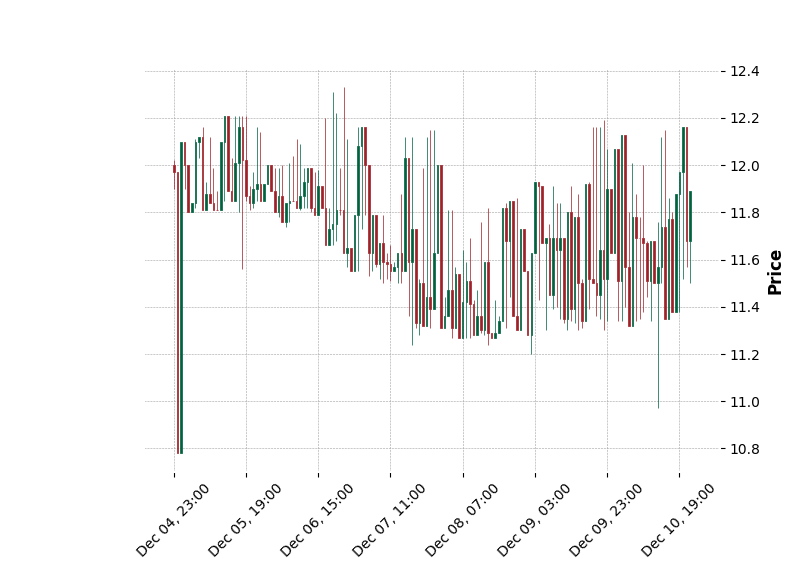 12.4
12.2
12.0
11.8
11.6
11.4
11.2
11.0
10.8
Price
Dec 04, 23:00
Dec 05, 19:00
Dec 06, 15:00
Dec 07, 11:00
Dec 08, 07:00
Dec 09, 03:00
Dec 09, 23:00
Dec 10, 19:00